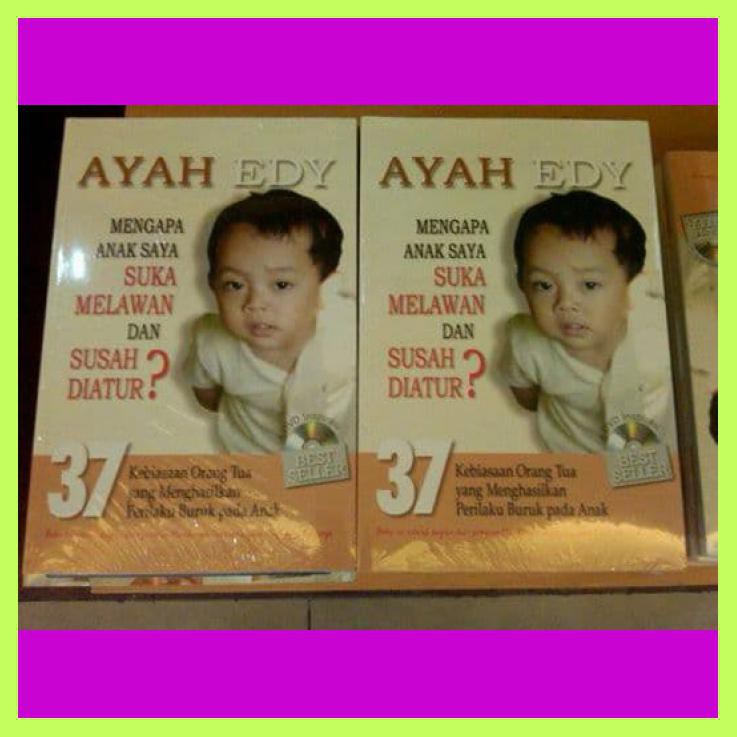 AYAH EDY
MENGAPA
ANAK SAYA
SUKA
MELAWAN
DAN
SUSAH
DIATUR?
BEST
SELLER
37
Kebiasaan Orang Tua
yang Menghasilkan
Perilaku Buruk pada Anak
AYAH EDY
MENGAPA
ANAK SAYA
SUKA
MELAWAN
DAN
SUSAH
DIATUR?
BEST
SELLER
37
Kebiasaan Orang Tua
yang Menghasilkan
Perilaku Buruk pada Anak